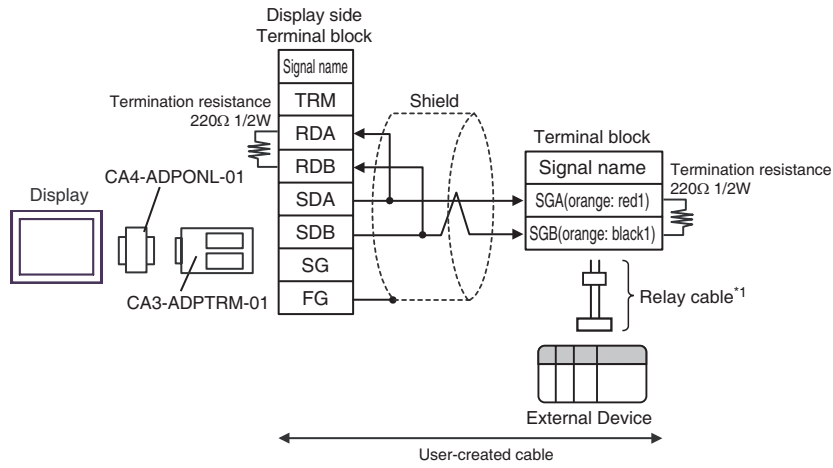 Display side
Terminal block
Signal name
TRM
RDA
RDB
SDA
SDB
SG
FG
Termination resistance
220Ω 1/2W
Shield
CA4-ADPONL-01
Display
CA3-ADPTRM-01
Terminal block
Signal name
SGA(orange: red1)
SGB(orange: black1)
Termination resistance
220Ω 1/2W
Relay cable*1
External Device
User-created cable